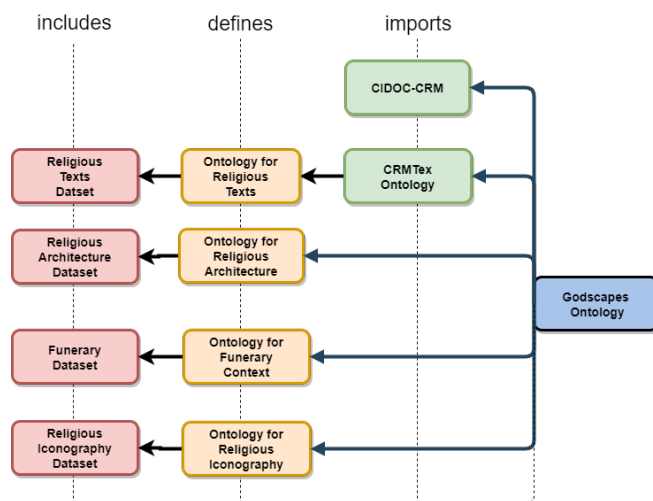 includes
defines
imports
CIDOC-CRM
Religious
Texts
Datset
Ontology for
Religious
Texts
CRMTex
Ontology
Religious
Architecture
Dataset
Ontology for
Religious
Architecture
Godscapes
Ontology
Funerary
Dataset
Ontology for
Funerary
Context
Religious
Iconography
Dataset
Ontology for
Religious
Iconography